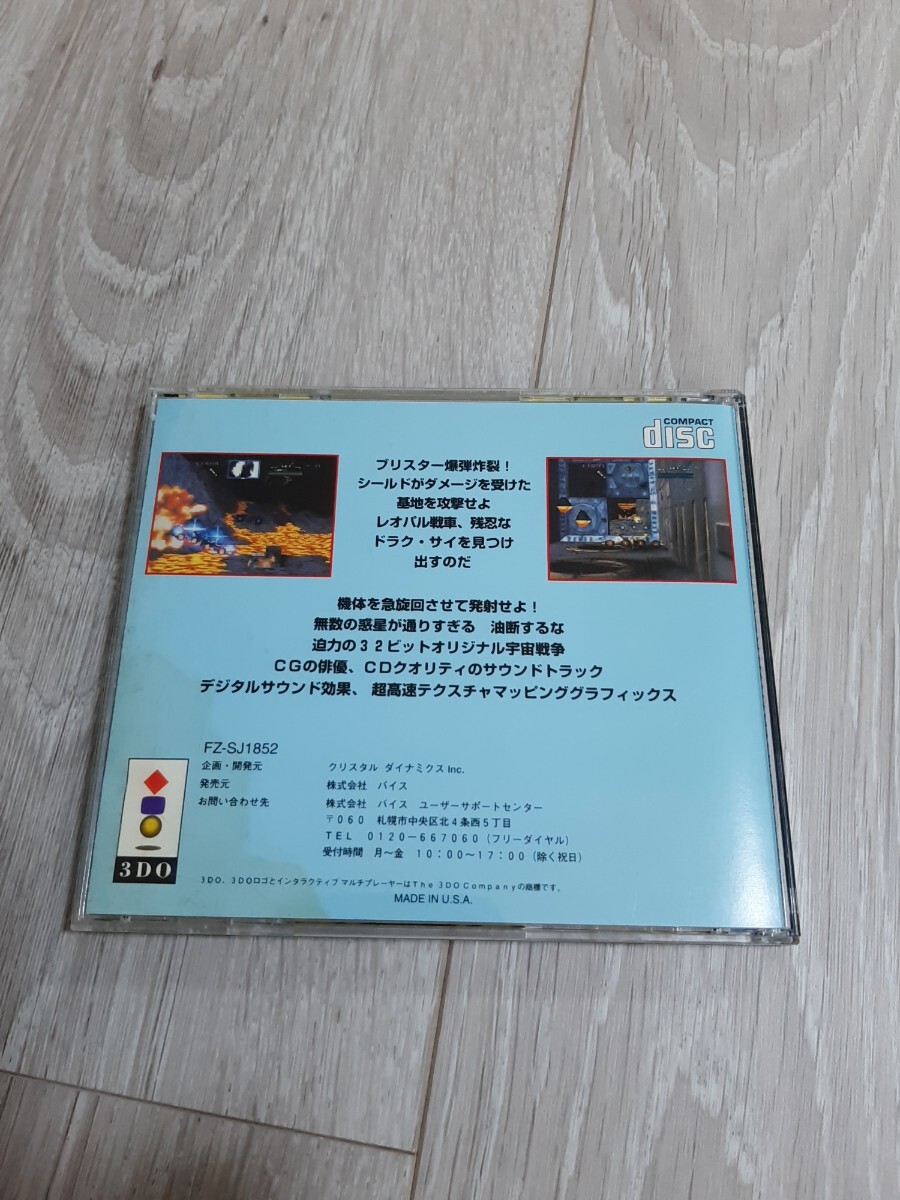 COMPACT
disc
ブリスター爆弾炸裂！
シールドがダメージを受けた
基地を攻撃せよ
レオパル戦車、残忍な
ドラク・サイを見つけ
出すのだ
機体を急旋回させて発射せよ！
無数の惑星が通りすぎる 油断するな
迫力の３２ビットオリジナル宇宙戦争
CGの俳優、CDクオリティのサウンドトラック
デジタルサウンド効果、超高速テクスチャマッピンググラフィックス
FZ-SJ1852
企画・開発元 クリスタル ダイナミクス Inc.
発売元 株式会社 バイス
お問い合わせ先 株式会社 バイス ユーザーサポートセンター
〒060 札幌市中央区北4条西5丁目
TEL 0120-667060（フリーダイヤル）
受付時間 月〜金 10:00〜17:00（除く祝日）
3DO
3DO、3DOロゴとインタラクティブ マルチプレーヤーはThe 3DO Companyの商標です。
MADE IN U.S.A.